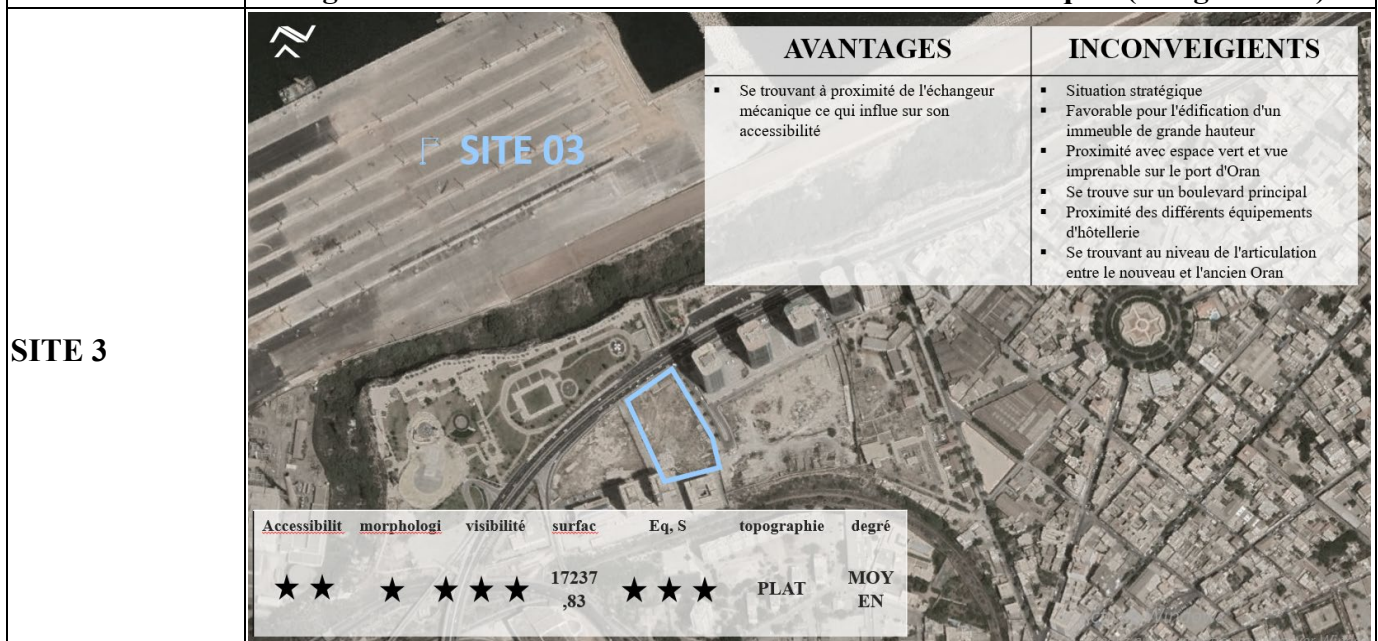 SITE 3
SITE 03
AVANTAGES
Se trouvant à proximité de l'échangeur
mécanique ce qui influe sur son
accessibilité
INCONVEIGIENTS
Situation stratégique
Favorable pour l'édification d'un
immeuble de grande hauteur
Proximité avec espace vert et vue
imprenable sur le port d'Oran
Se trouve sur un boulevard principal
Proximité des différents équipements
d'hôtellerie
Se trouvant au niveau de l'articulation
entre le nouveau et l'ancien Oran
Accessibilit morphologi visibilité surfac Eq, S topographie degré
★ ★ ★ ★ ★ ★ 17237
,83 ★ ★ ★ PLAT MOY
EN